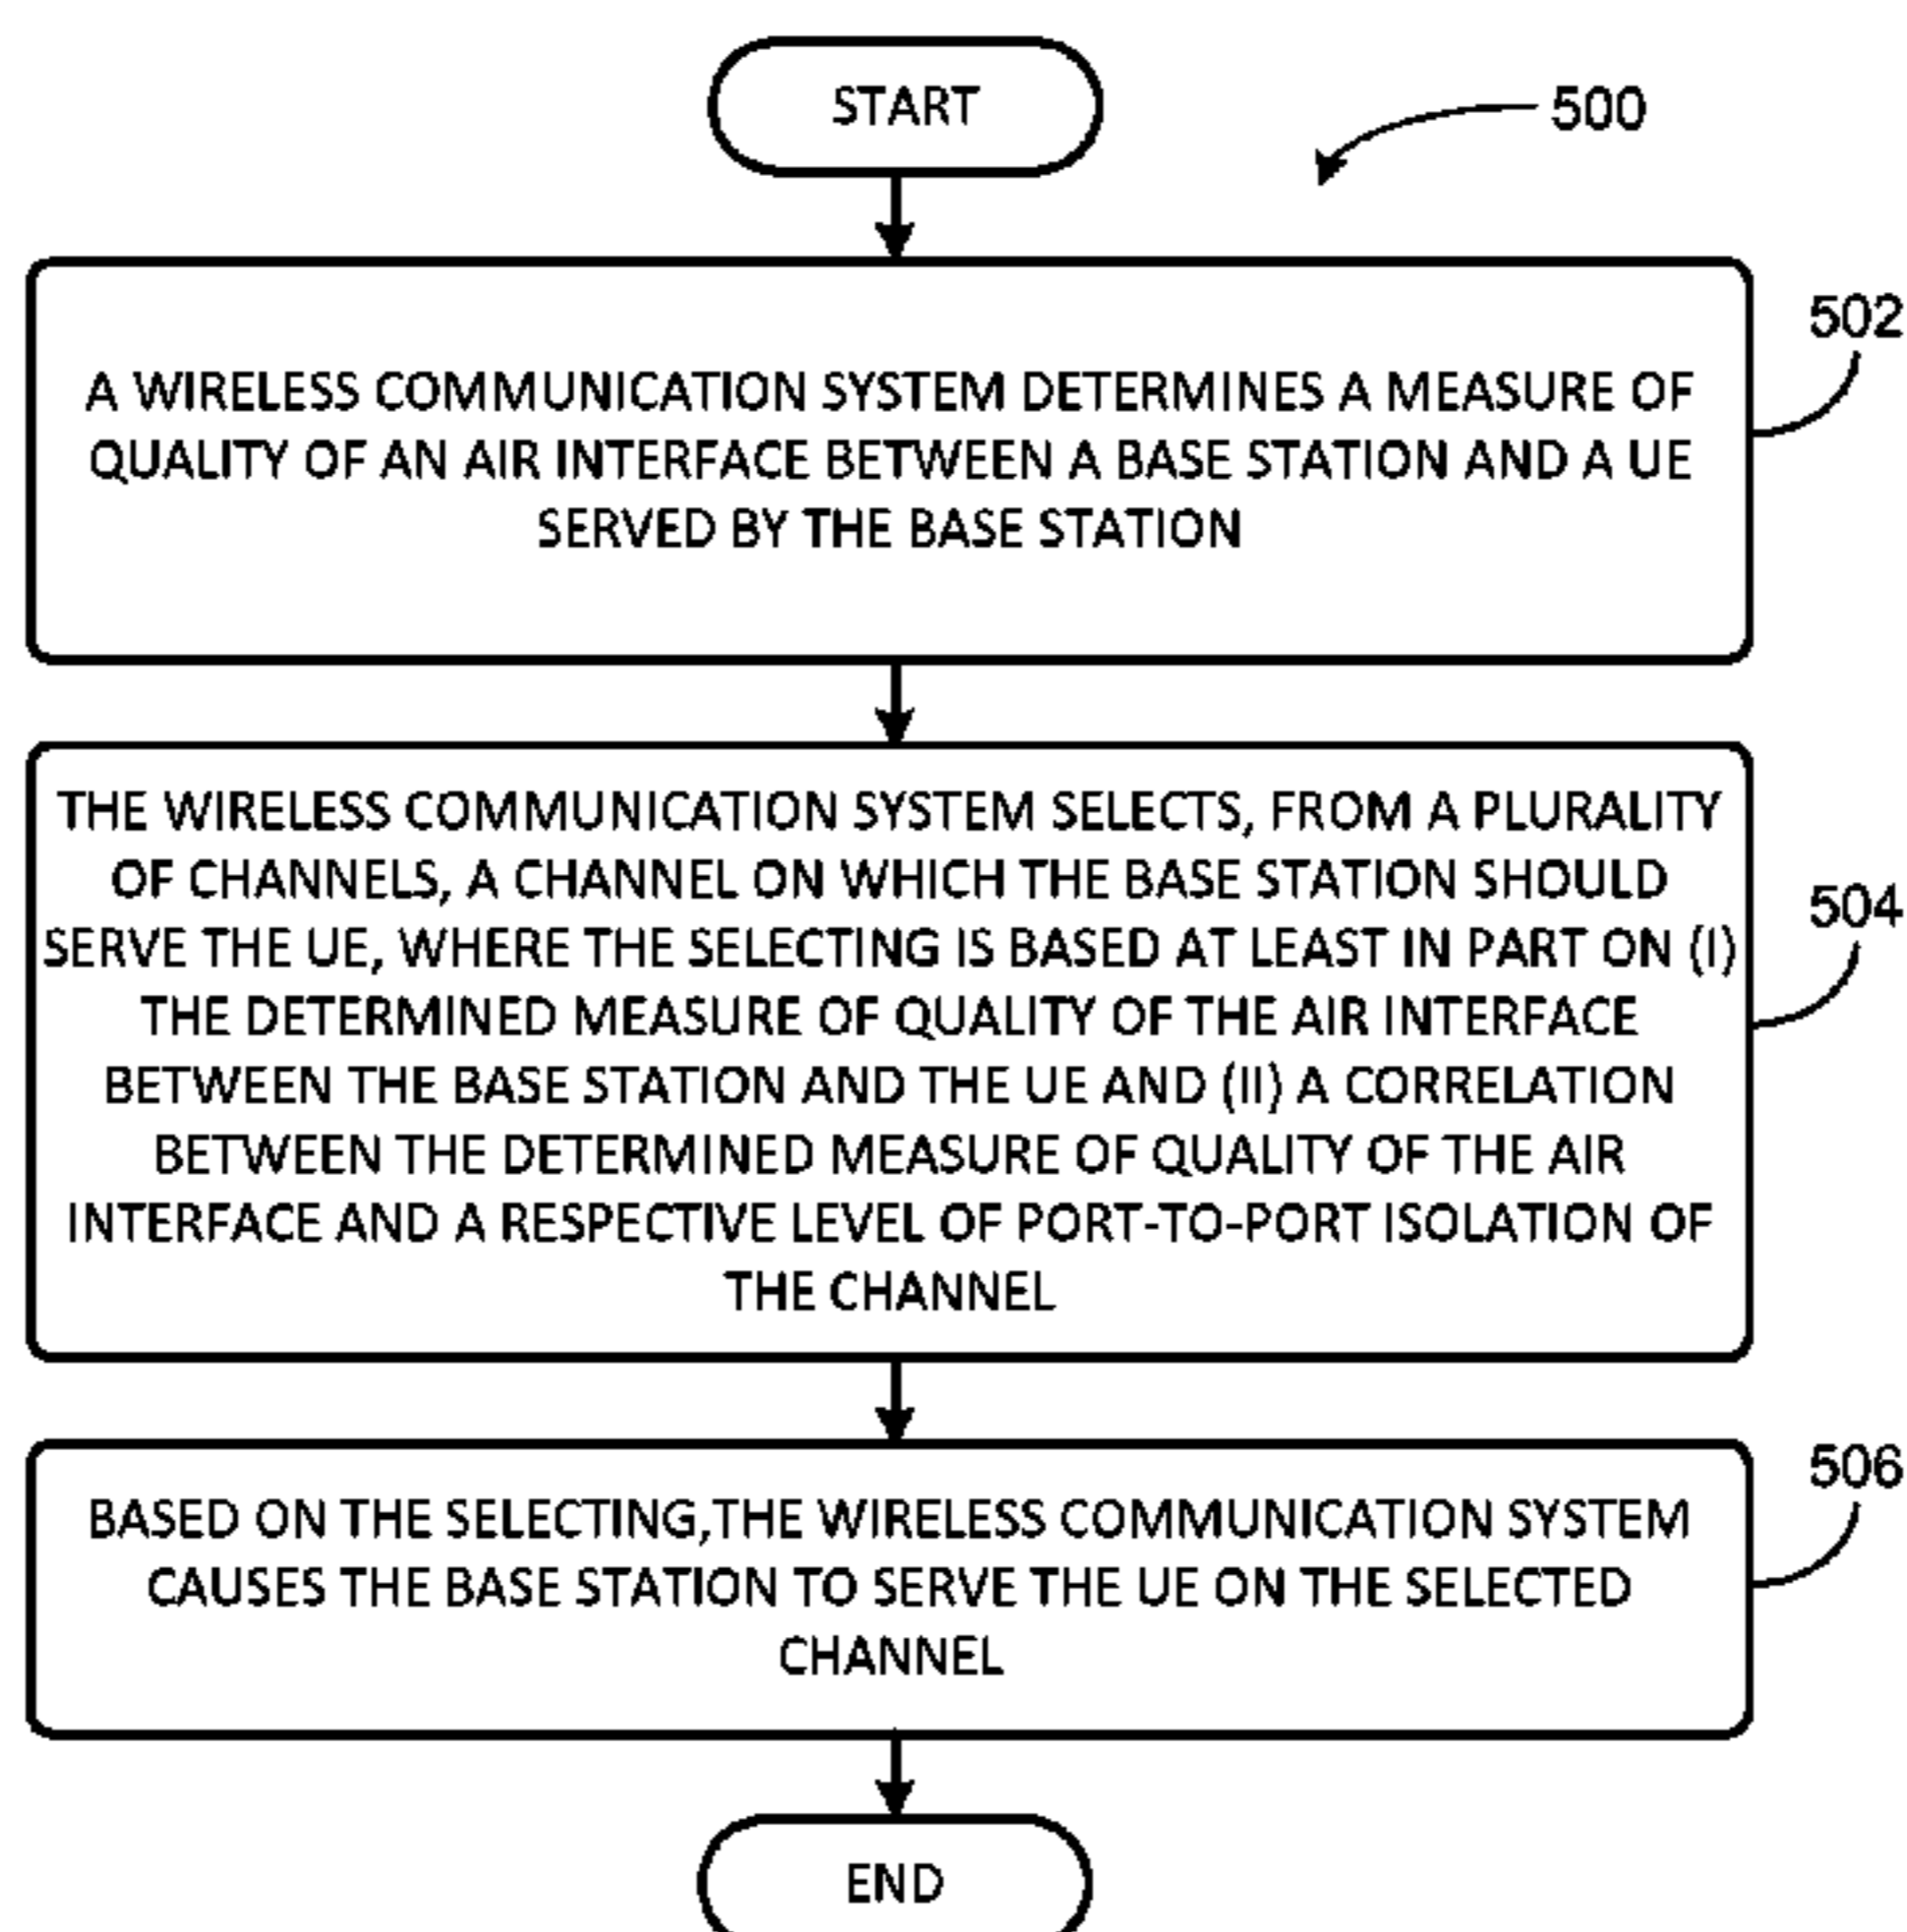 START
500
502
A WIRELESS COMMUNICATION SYSTEM DETERMINES A MEASURE OF
QUALITY OF AN AIR INTERFACE BETWEEN A BASE STATION AND A UE
SERVED BY THE BASE STATION
504
THE WIRELESS COMMUNICATION SYSTEM SELECTS, FROM A PLURALITY
OF CHANNELS, A CHANNEL ON WHICH THE BASE STATION SHOULD
SERVE THE UE, WHERE THE SELECTING IS BASED AT LEAST IN PART ON (I)
THE DETERMINED MEASURE OF QUALITY OF THE AIR INTERFACE
BETWEEN THE BASE STATION AND THE UE AND (II) A CORRELATION
BETWEEN THE DETERMINED MEASURE OF QUALITY OF THE AIR
INTERFACE AND A RESPECTIVE LEVEL OF PORT-TO-PORT ISOLATION OF
THE CHANNEL
506
BASED ON THE SELECTING,THE WIRELESS COMMUNICATION SYSTEM
CAUSES THE BASE STATION TO SERVE THE UE ON THE SELECTED
CHANNEL
END